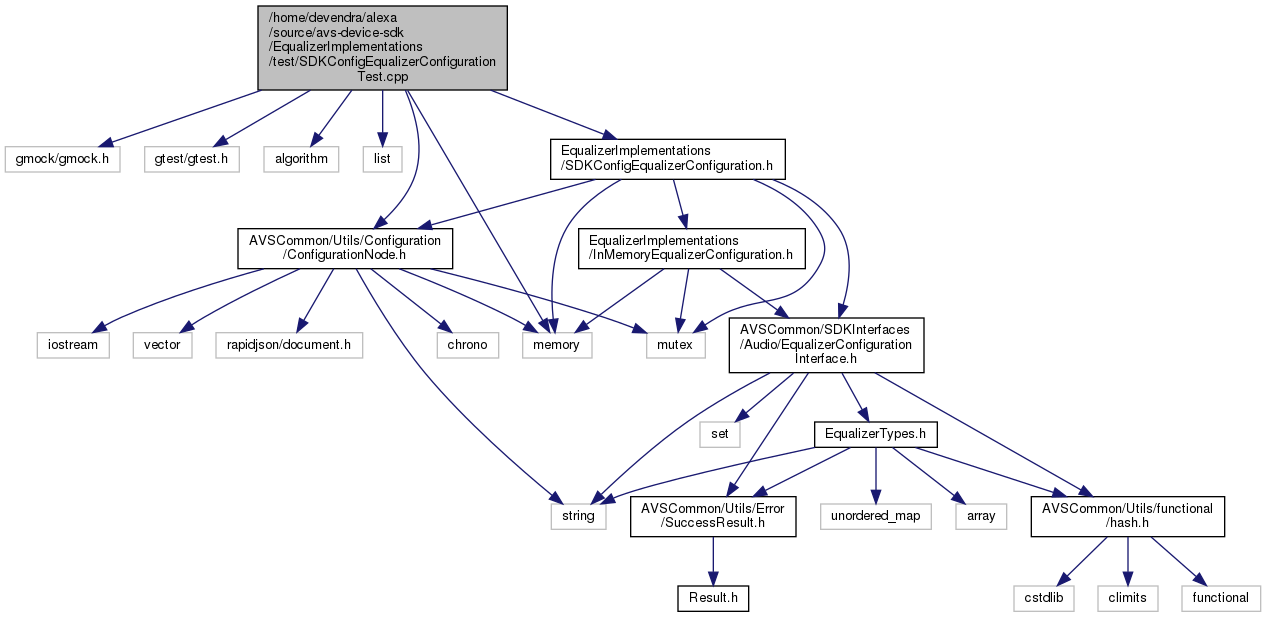 /home/devendra/alexa
/source/avs-device-sdk
/EqualizerImplementations
/test/SDKConfigEqualizerConfiguration
Test.cpp
gmock/gmock.h
gtest/gtest.h
algorithm
list
EqualizerImplementations
/SDKConfigEqualizerConfiguration.h
AVSCommon/Utils/Configuration
/ConfigurationNode.h
EqualizerImplementations
/InMemoryEqualizerConfiguration.h
iostream
vector
rapidjson/document.h
chrono
memory
mutex
AVSCommon/SDKInterfaces
/Audio/EqualizerConfiguration
Interface.h
set
EqualizerTypes.h
string
AVSCommon/Utils/Error
/SuccessResult.h
unordered_map
array
AVSCommon/Utils/functional
/hash.h
Result.h
cstdlib
climits
functional